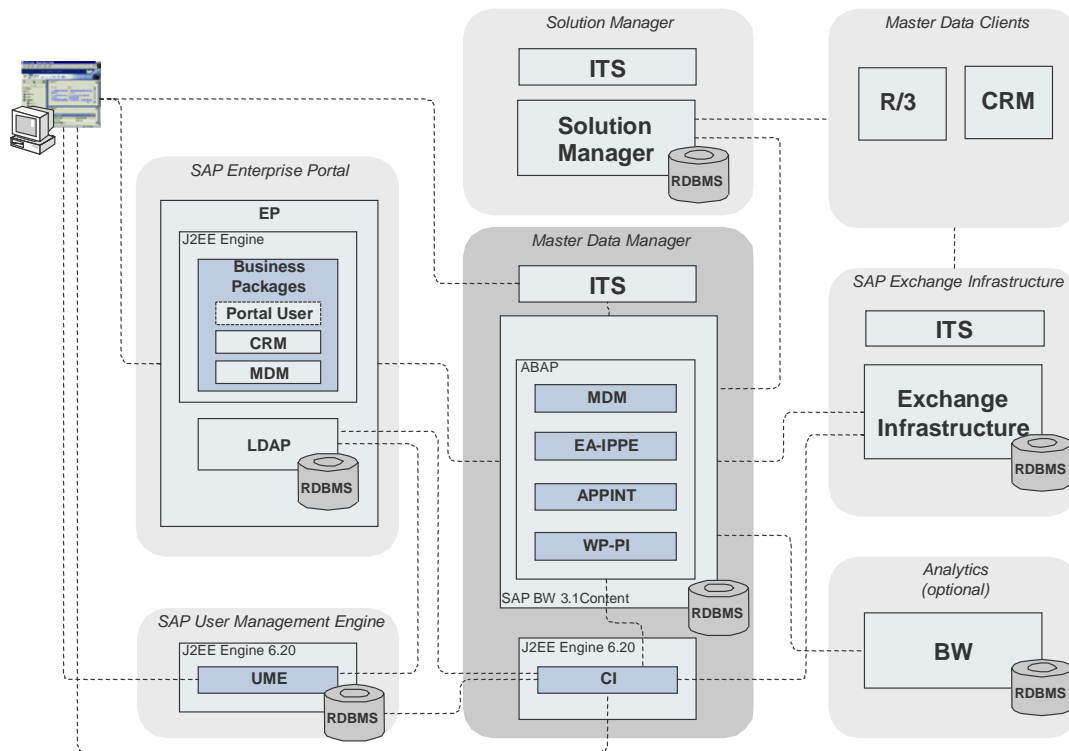 Solution Manager
ITS
Solution
Manager
RDBMS
Master Data Clients
R/3
CRM
SAP Enterprise Portal
EP
J2EE Engine
Business
Packages
Portal User
CRM
MDM
LDAP
RDBMS
Master Data Manager
ITS
ABAP
MDM
EA-IPPE
APPINT
WP-PI
SAP BW 3.1Content
RDBMS
J2EE Engine 6.20
CI
SAP Exchange Infrastructure
ITS
Exchange
Infrastructure
RDBMS
SAP User Management Engine
J2EE Engine 6.20
UME
RDBMS
Analytics
(optional)
BW
RDBMS